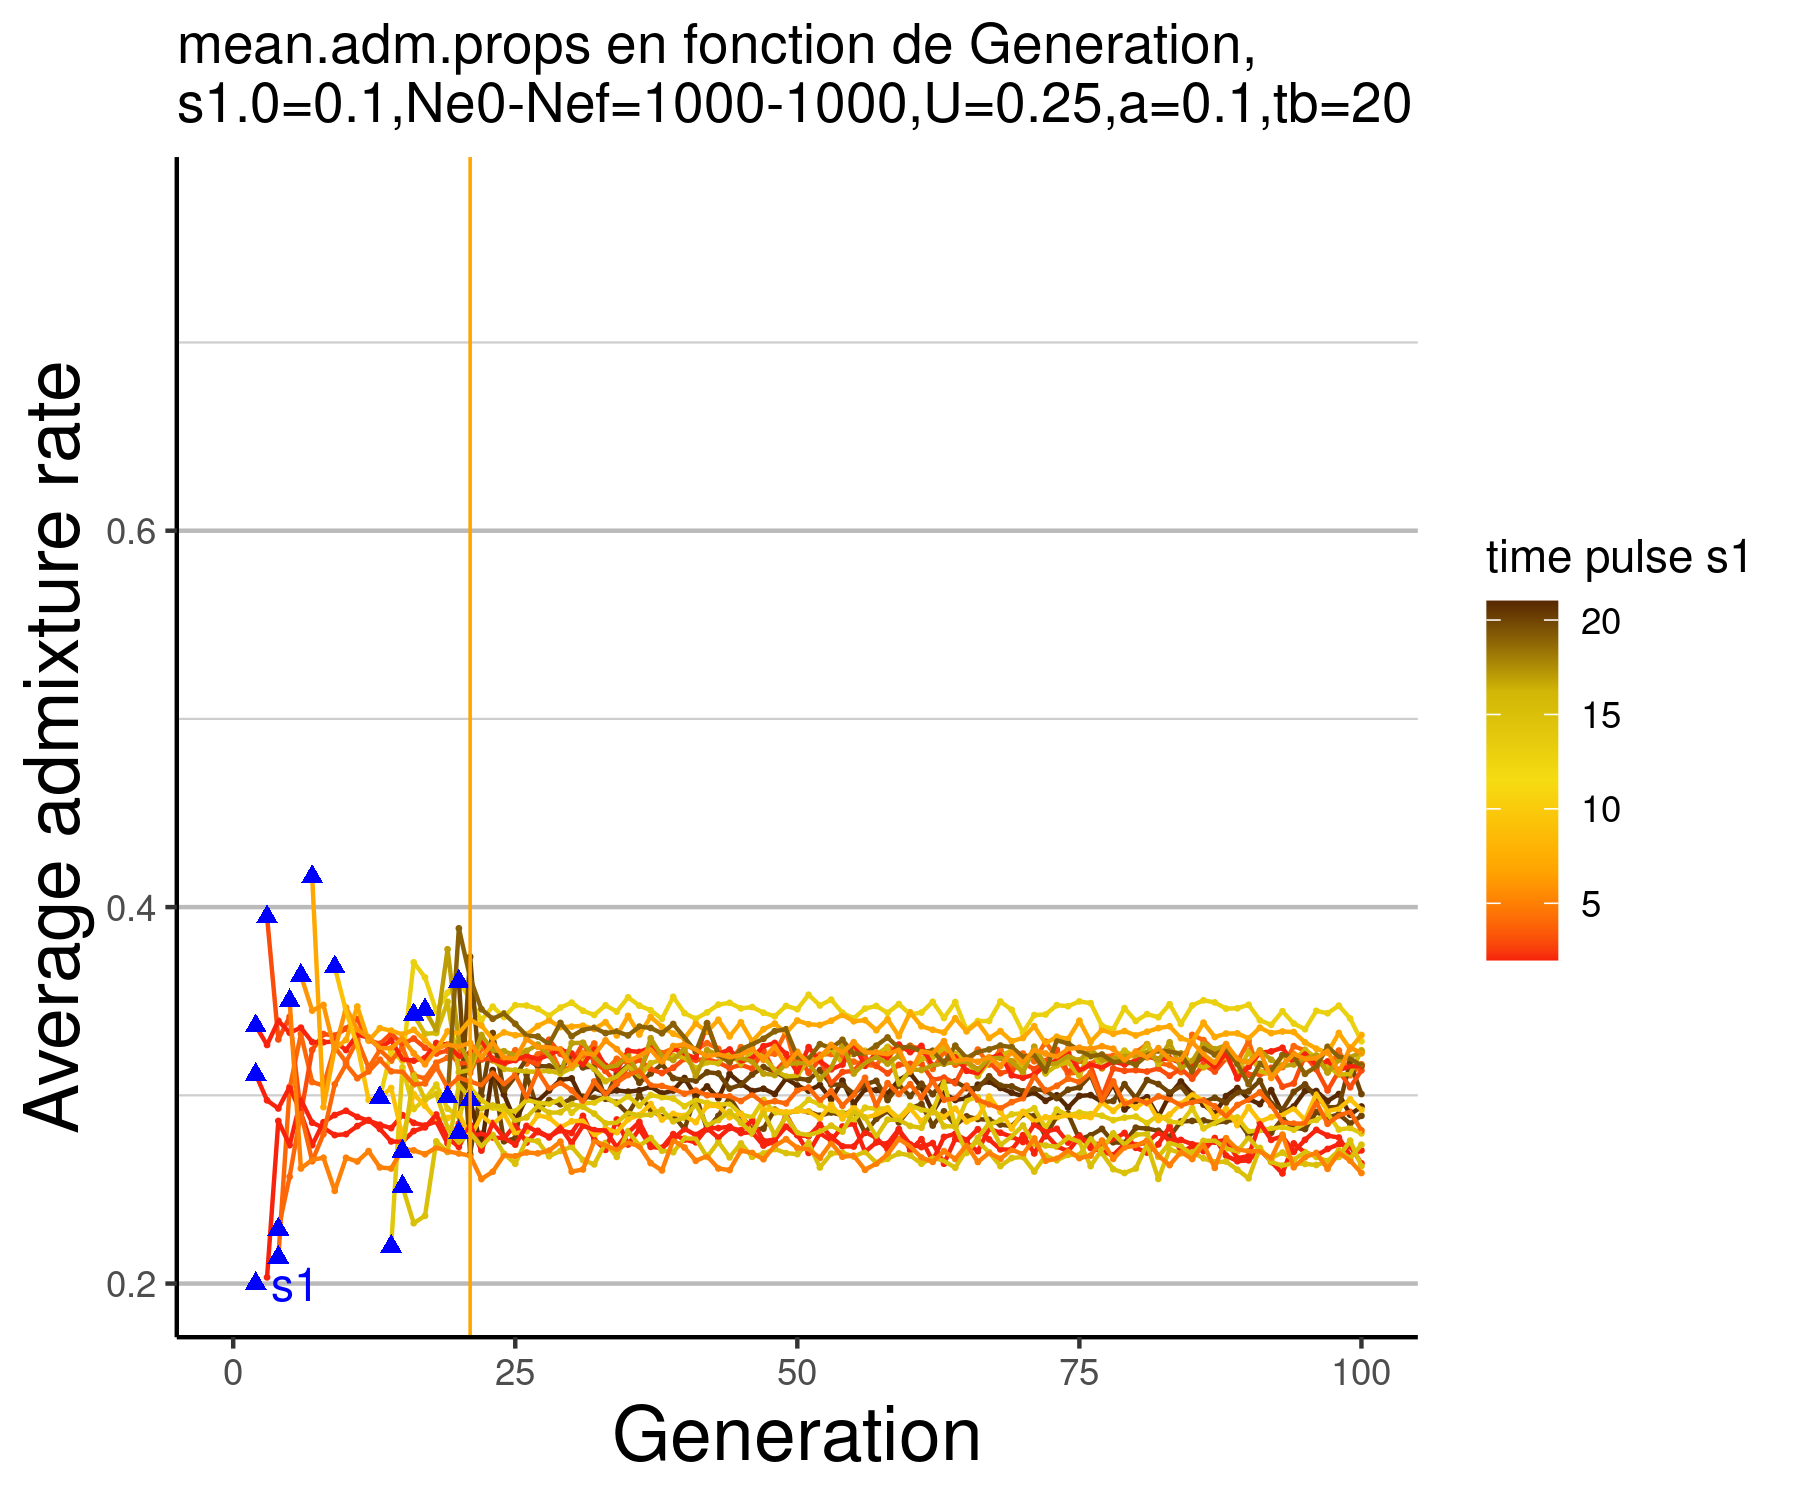 mean.adm.props en fonction de Generation,
s1.0=0.1,Ne0-Nef=1000-1000,U=0.25,a=0.1,tb=20
Average admixture rate
0.6
0.4
0.2
s1
0 25 50 75 100
Generation
time pulse s1
20
15
10
5